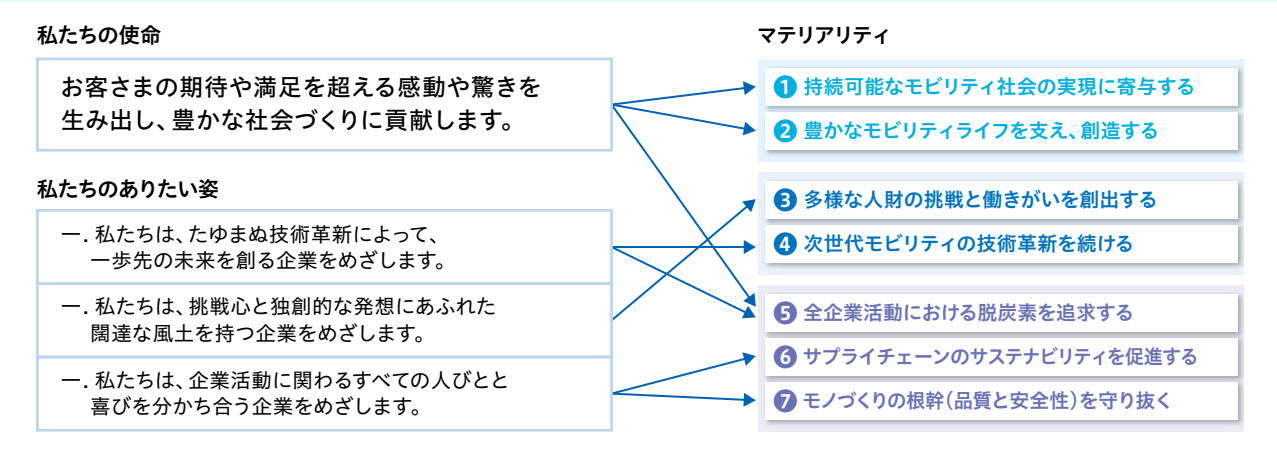 私たちの使命
お客さまの期待や満足を超える感動や驚きを
生み出し、豊かな社会づくりに貢献します。
私たちのありたい姿
一. 私たちは、たゆまぬ技術革新によって、
一歩先の未来を創る企業をめざします。
一. 私たちは、挑戦心と独創的な発想にあふれた
闊達な風土を持つ企業をめざします。
一. 私たちは、企業活動に関わるすべての人びとと
喜びを分かち合う企業をめざします。
マテリアリティ
❶ 持続可能なモビリティ社会の実現に寄与する
❷ 豊かなモビリティライフを支え、創造する
❸ 多様な人財の挑戦と働きがいを創出する
❹ 次世代モビリティの技術革新を続ける
❺ 全企業活動における脱炭素を追求する
❻ サプライチェーンのサステナビリティを促進する
❼ モノづくりの根幹(品質と安全性)を守り抜く